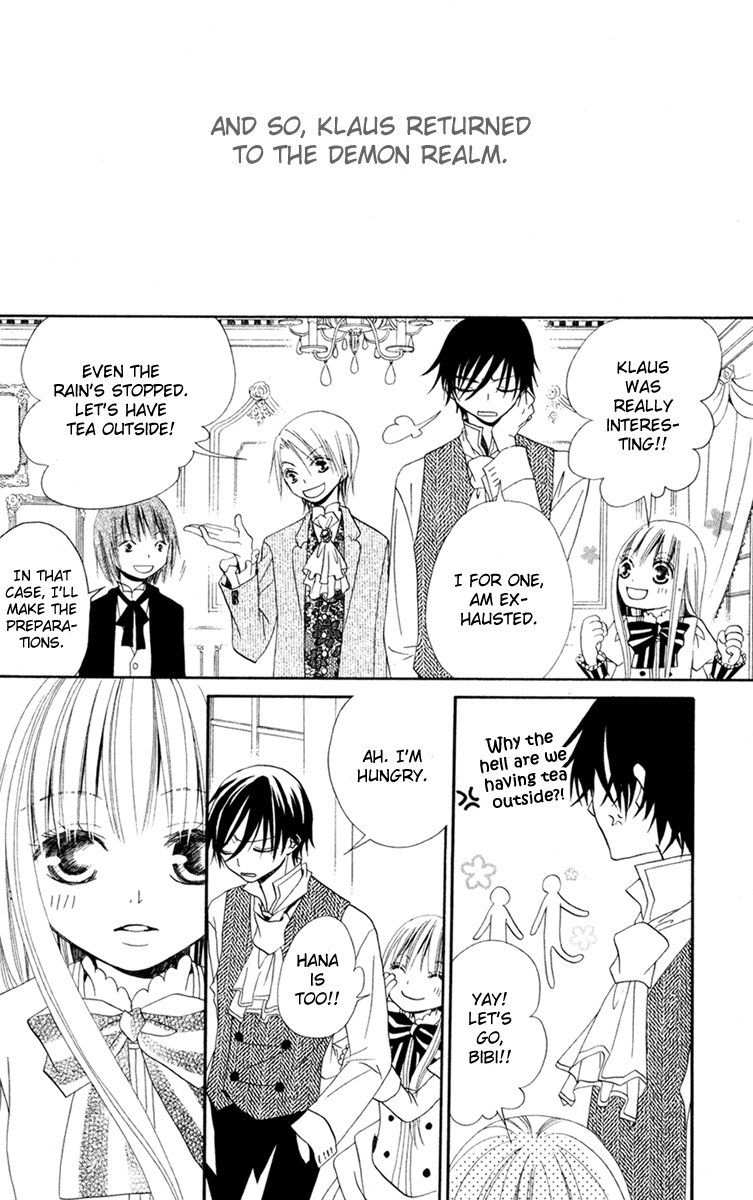 AND SO, KLAUS RETURNED
TO THE DEMON REALM.
KLAUS
WAS
REALLY
INTERES-
TING!!
I FOR ONE,
AM EX-
HAUSTED.
EVEN THE
RAIN'S STOPPED.
LET'S HAVE
TEA OUTSIDE!
IN THAT
CASE, I'LL
MAKE THE
PREPARA-
TIONS.
Why the
hell are we
having tea
outside?!
YAY!
LET'S
GO,
BIBI!!
AH. I'M
HUNGRY.
HANA
IS
TOO!!